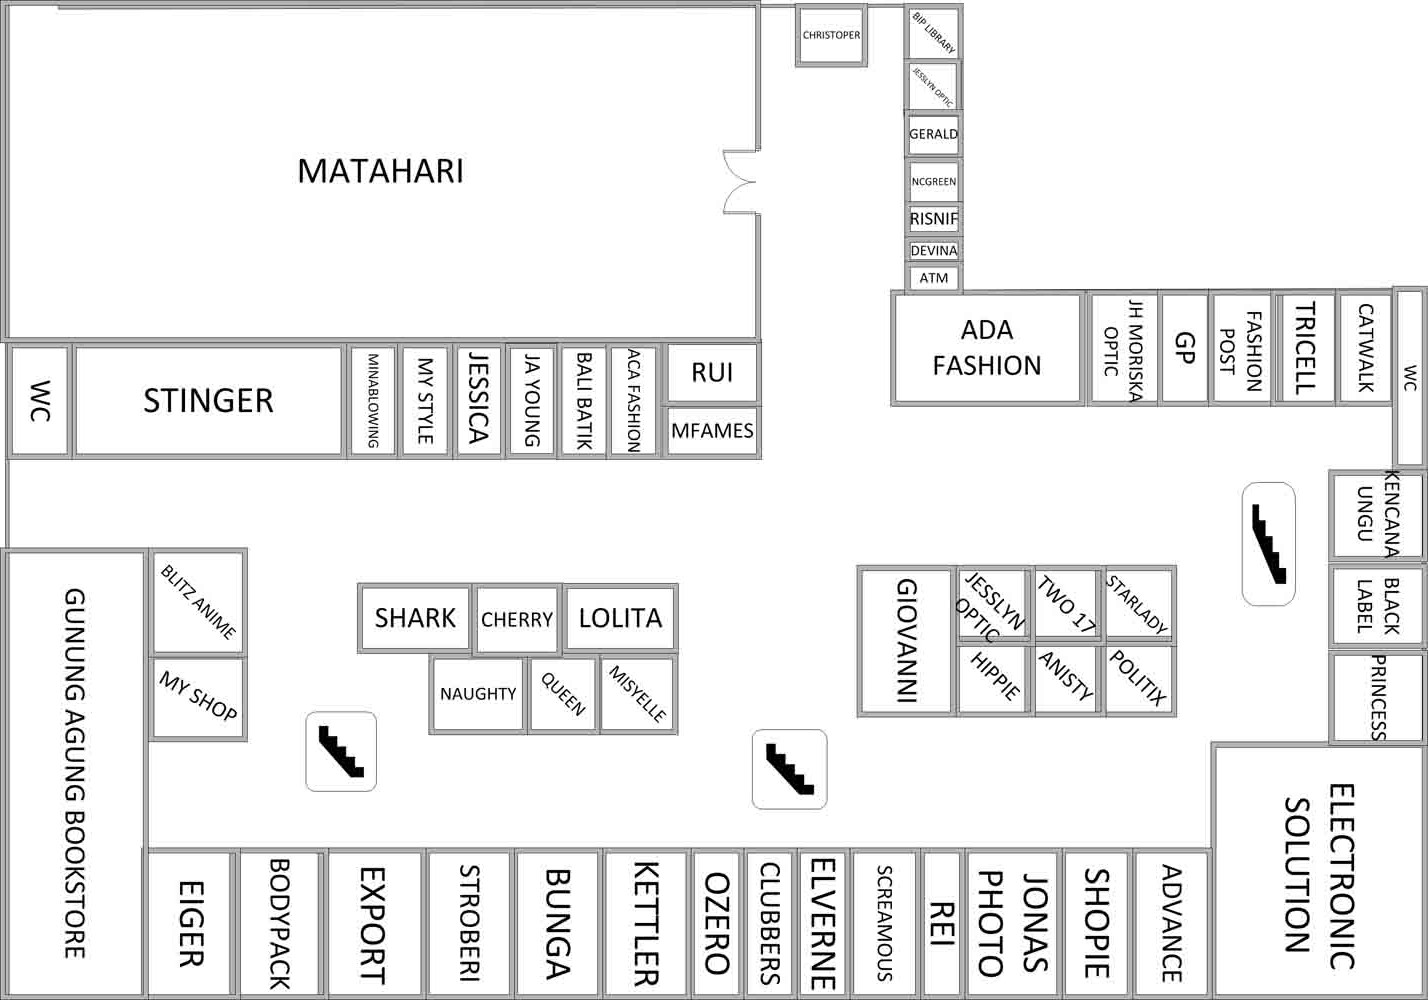 CHRISTOPER
BIP LIBRARY
JESSLYN OPTIC
GERALD
NCGREEN
RISNIF
DEVINA
ATM
MATAHARI
ADA
FASHION
JH MORISKA
OPTIC
GP
FASHION
POST
TRICELL
CATWALK
WC
WC
STINGER
MINABLOWING
MY STYLE
JESSICA
JA YOUNG
BALI BATIK
ACA FASHION
RUI
MFAMES
KENCANA
UNGU
BLACK
LABEL
PRINCESS
GUNUNG AGUNG BOOKSTORE
BLITZ ANIME
MY SHOP
SHARK
CHERRY
LOLITA
NAUGHTY
QUEEN
MISYELLE
GIOVANNI
JESSLYN
OPTIC
TWO 17
STARLADY
HIPPIE
ANISTY
POLITIX
EIGER
BODYPACK
EXPORT
STROBERI
BUNGA
KETTLER
OZERO
CLUBBERS
ELVERNE
SCREAMOUS
REI
JONAS
PHOTO
SHOPIE
ADVANCE
ELECTRONIC
SOLUTION